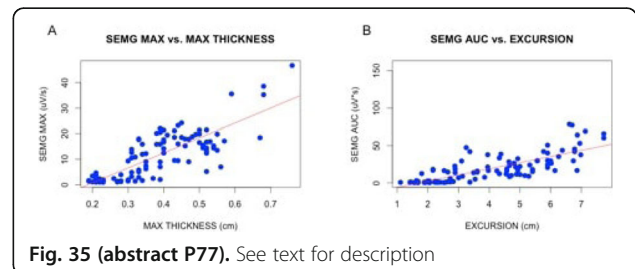 A
SEMG MAX vs. MAX THICKNESS
SEMG MAX (uV/s)
40
30
20
10
0
0.2 0.3 0.4 0.5 0.6 0.7
MAX THICKNESS (cm)
B
SEMG AUC vs. EXCURSION
SEMG AUC (uV*s)
150
100
50
0
1 2 3 4 5 6 7
EXCURSION (cm)
Fig. 35 (abstract P77). See text for description